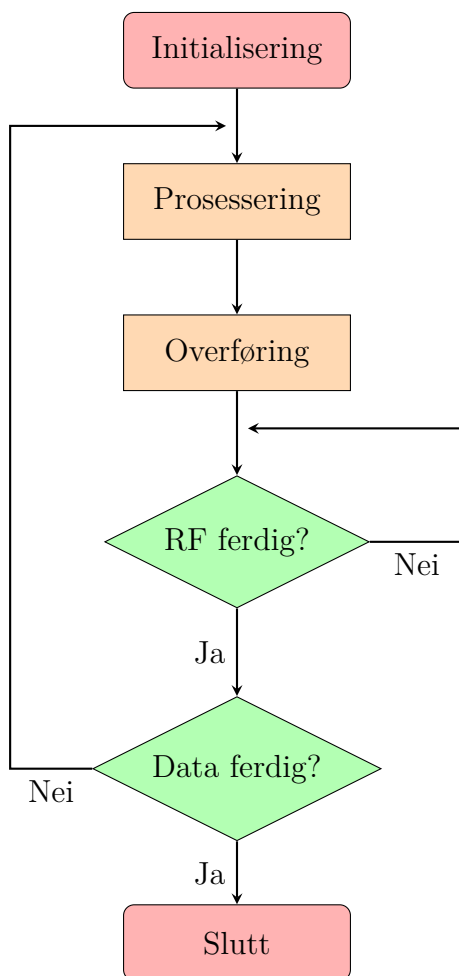 Initialisering
Prosessering
Overføring
RF ferdig?
Nei
Ja
Data ferdig?
Nei
Ja
Slutt